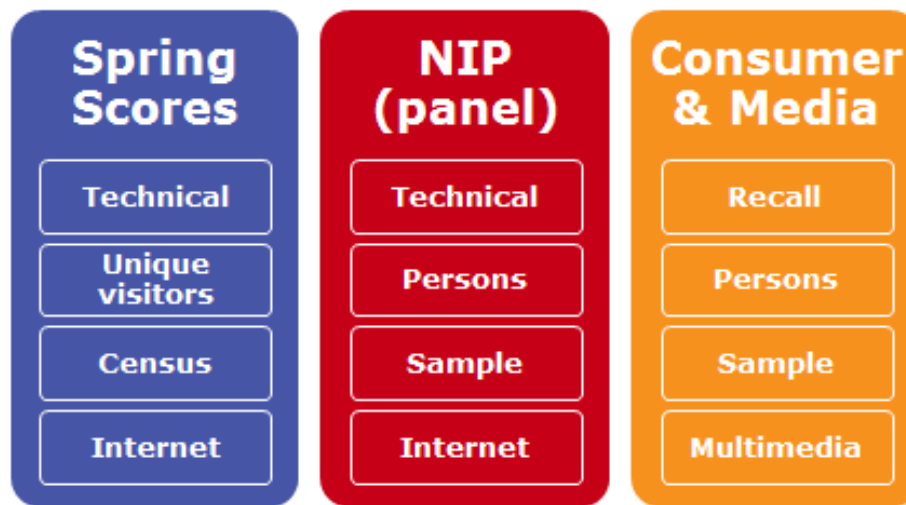 Spring
Scores
Technical
Unique
visitors
Census
Internet
NIP
(panel)
Technical
Persons
Sample
Internet
Consumer
& Media
Recall
Persons
Sample
Multimedia